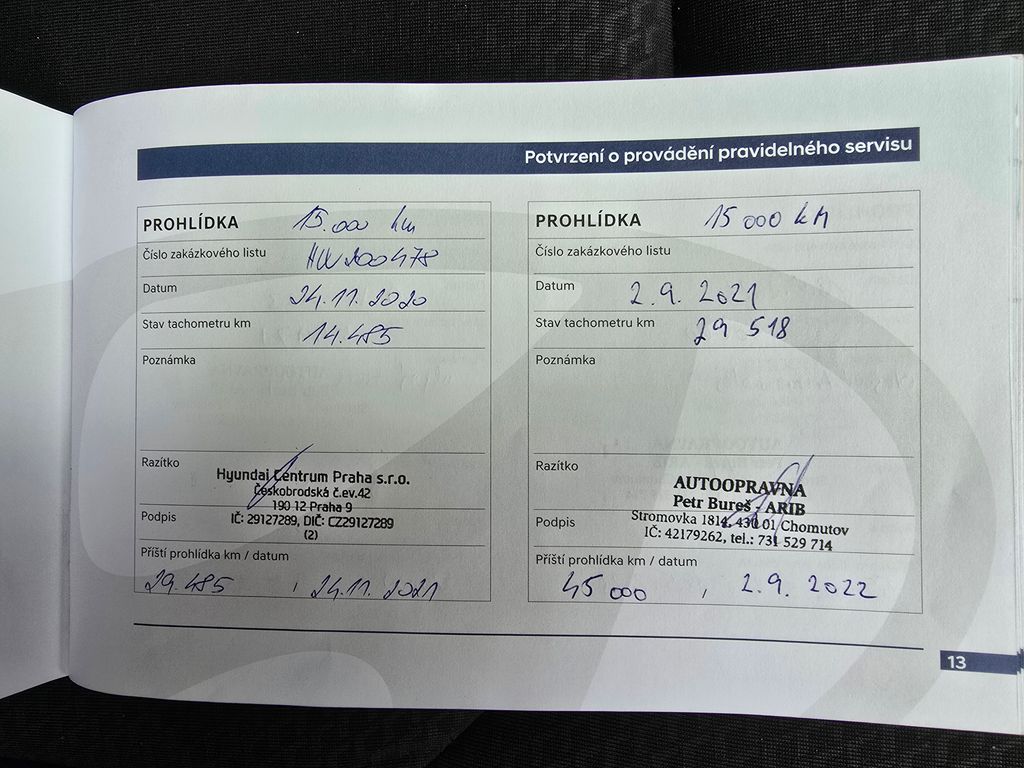 Potvrzení o provádění pravidelného servisu
PROHLÍDKA 15.000 km
Číslo zakázkového listu HW200478
Datum 24.11.2020
Stav tachometru km 14.485
Poznámka
Razítko
Hyundai Centrum Praha s.r.o.
Českobrodská č.ev.42
190 12 Praha 9
Podpis
IČ: 29127289, DIČ: CZ29127289
(2)
Příští prohlídka km / datum
29.485 , 24.11.2021
PROHLÍDKA 15 000 kM
Číslo zakázkového listu
Datum 2.9.2021
Stav tachometru km 29 518
Poznámka
Razítko
AUTOOPRAVNA
Petr Bureš - ARIB
Podpis
Stromovka 1814, 430 01 Chomutov
IČ: 42179262, tel.: 731 529 714
Příští prohlídka km / datum
45 000 , 2.9.2022
13